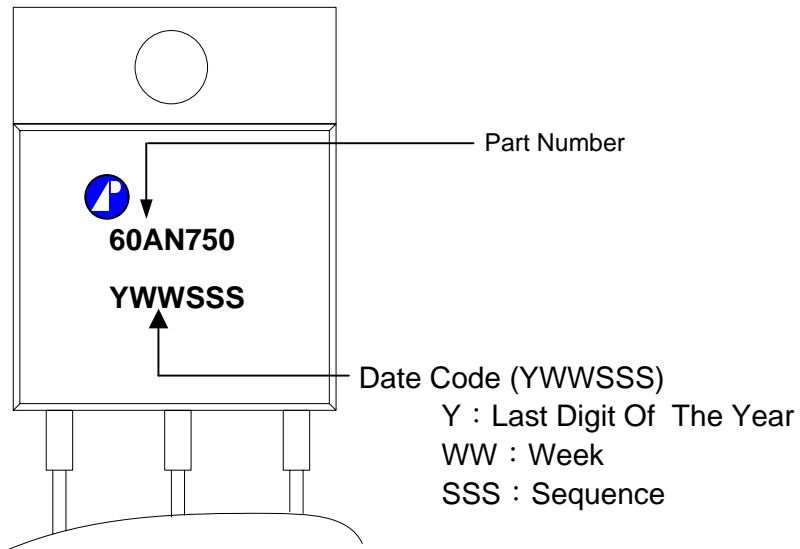 Part Number
60AN750
YWWSSS
Date Code (YWWSSS)
Y：Last Digit Of The Year
WW：Week
SSS：Sequence